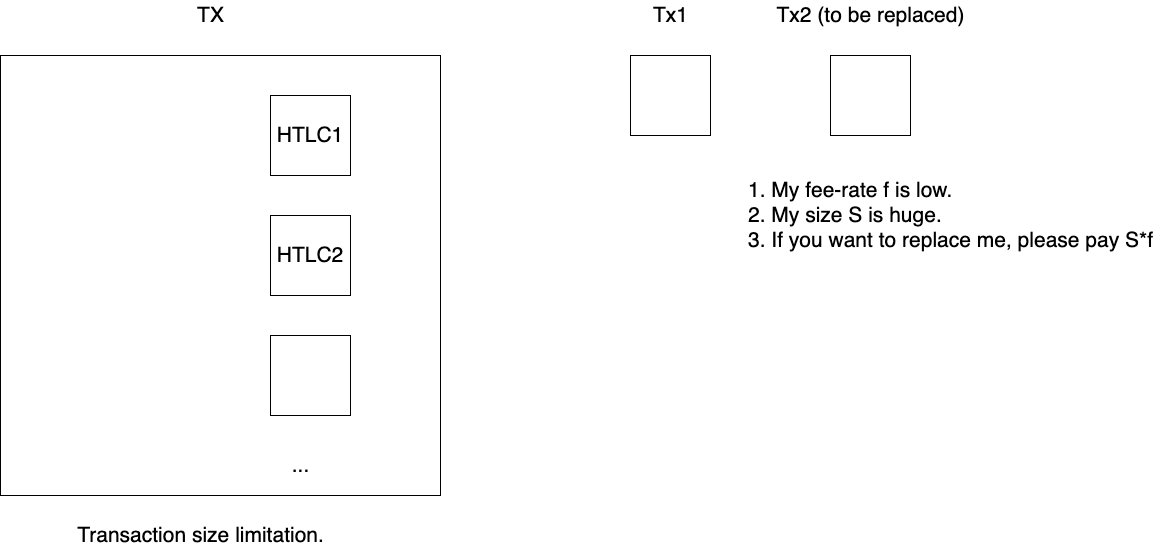 TX
HTLC1
HTLC2
...
Transaction size limitation.
Tx1
Tx2 (to be replaced)
1. My fee-rate f is low.
2. My size S is huge.
3. If you want to replace me, please pay S*f